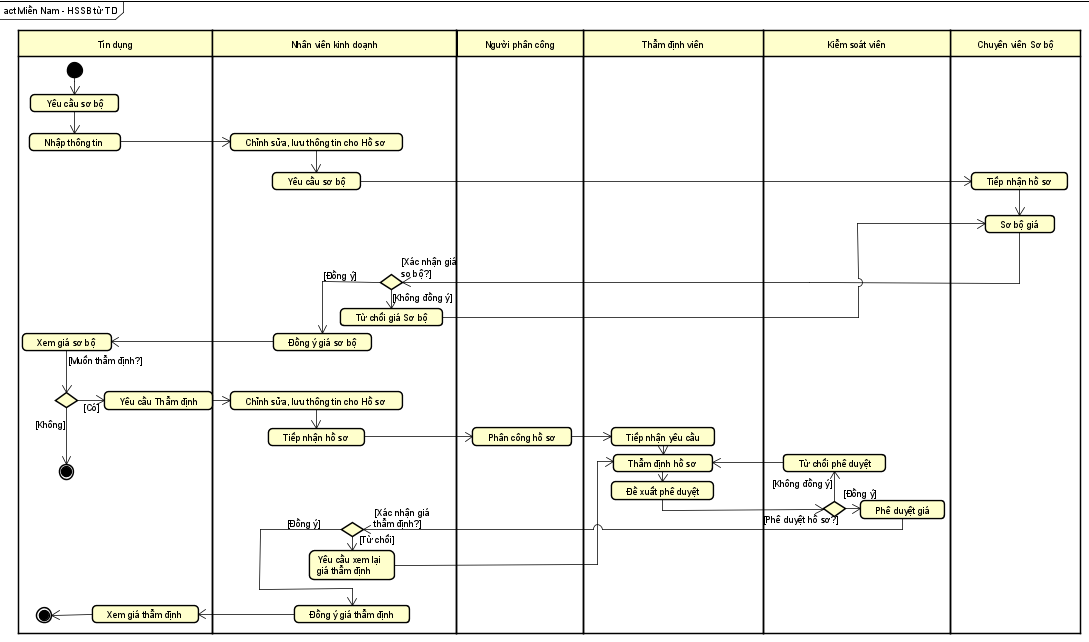 act Miền Nam - HSSB từ TD
Tín dụng
Nhân viên kinh doanh
Người phân công
Thẩm định viên
Kiểm soát viên
Chuyên viên Sơ bộ
Yêu cầu sơ bộ
Nhập thông tin
Chỉnh sửa, lưu thông tin cho Hồ sơ
Yêu cầu sơ bộ
Tiếp nhận hồ sơ
Sơ bộ giá
[Xác nhận giá
sơ bộ?]
[Đồng ý]
[Không đồng ý]
Từ chối giá Sơ bộ
Xem giá sơ bộ
Đồng ý giá sơ bộ
[Muốn thẩm định?]
[Có]
Yêu cầu Thẩm định
Chỉnh sửa, lưu thông tin cho Hồ sơ
[Không]
Tiếp nhận hồ sơ
Phân công hồ sơ
Tiếp nhận yêu cầu
Thẩm định hồ sơ
Từ chối phê duyệt
[Không đồng ý]
Đề xuất phê duyệt
[Đồng ý]
Phê duyệt giá
[Phê duyệt hồ sơ?]
[Xác nhận giá
thẩm định?]
[Đồng ý]
[Từ chối]
Yêu cầu xem lại
giá thẩm định
Xem giá thẩm định
Đồng ý giá thẩm định